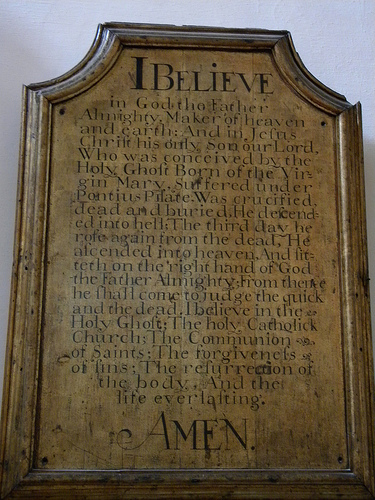 I BELIEVE
in God tho Father
Almighty, Maker of heaven
and earth: And in Jeſus
Chriſt his only Son our Lord,
Who was conceived by the
Holy Ghoſt Born of the Vir-
gin Mary, Suffered under
Pontius Pilate, Was crucified,
dead and buried, He deſcend-
ed into hell; The third day he
roſe again from the dead, He
aſcended into heaven, And ſit-
teth on the right hand of God
the Father Almighty; From thence
he ſhall come to judge the quick
and the dead. I believe in the
Holy Ghoſt; The holy Catholick
Church; The Communion
of Saints; The forgiveneſs
of ſins; The reſurrection of
the body, And the
life everlaſting.
AMEN.